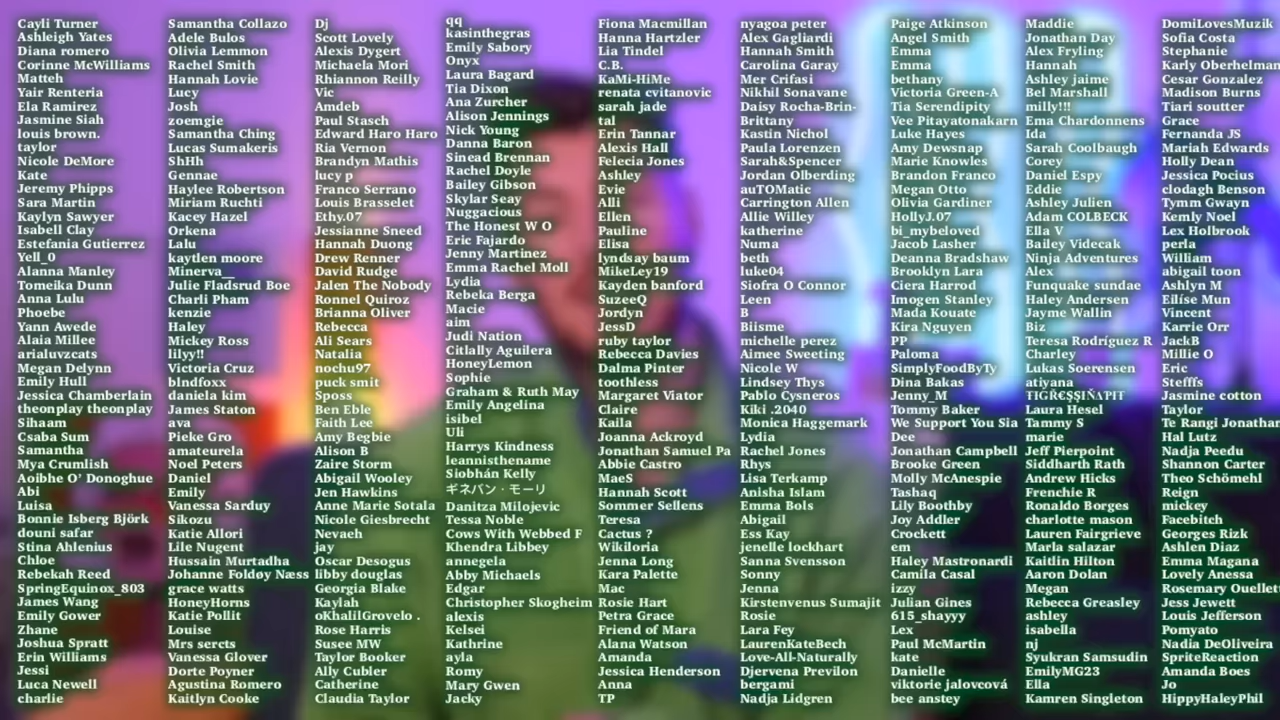 Cayli Turner
Ashleigh Yates
Diana romero
Corinne McWilliams
Matteh
Yair Renteria
Ela Ramirez
Jasmine Siah
louis brown.
taylor
Nicole DeMore
Kate
Jeremy Phipps
Sara Martin
Kaylyn Sawyer
Isabell Clay
Estefania Gutierrez
Yell_0
Alanna Manley
Tomeika Dunn
Anna Lulu
Phoebe
Yann Awede
Alaia Millee
arialuvzcats
Megan Delynn
Emily Hull
Jessica Chamberlain
theonplay theonplay
Sihaam
Csaba Sum
Samantha
Mya Crumlish
Aoibhe O' Donoghue
Abi
Luisa
Bonnie Isberg Björk
douni safar
Stina Ahlenius
Chloe
Rebekah Reed
SpringEquinox_803
James Wang
Emily Gower
Zhane
Joshua Spratt
Erin Williams
Jessi
Luca Newell
charlie
Samantha Collazo
Adele Bulos
Olivia Lemmon
Rachel Smith
Hannah Lovie
Lucy
Josh
zoemgie
Samantha Ching
Lucas Sumakeris
ShHh
Gennae
Haylee Robertson
Miriam Ruchti
Kacey Hazel
Orkena
Lalu
kaytlen moore
Minerva__
Julie Fladsrud Boe
Charli Pham
kenzie
Haley
Mickey Ross
lilyy!!
Victoria Cruz
blndfoxx
daniela kim
James Staton
ava
Pieke Gro
amateurela
Noel Peters
Daniel
Emily
Vanessa Sarduy
Sikozu
Katie Allori
Lile Nugent
Hussain Murtadha
Johanne Foldøy Næss
grace watts
HoneyHorns
Katie Pollit
Louise
Mrs sercts
Vanessa Glover
Dorte Poyner
Agustina Romero
Kaitlyn Cooke
Dj
Scott Lovely
Alexis Dygert
Michaela Mori
Rhiannon Reilly
Vic
Amdeb
Paul Stasch
Edward Haro Haro
Ria Vernon
Brandyn Mathis
lucy p
Franco Serrano
Louis Brasselet
Ethy.07
Jessianne Sneed
Hannah Duong
Drew Renner
David Rudge
Jalen The Nobody
Ronnel Quiroz
Brianna Oliver
Rebecca
Ali Sears
Natalia
nochu97
puck smit
Sposs
Ben Eble
Faith Lee
Amy Begbie
Alison B
Zaire Storm
Abigail Wooley
Jen Hawkins
Anne Marie Sotala
Nicole Giesbrecht
Nevaeh
jay
Oscar Desogus
libby douglas
Georgia Blake
Kaylah
oKhalilGrovelo .
Rose Harris
Susee MW
Taylor Booker
Ally Cubler
Catherine
Claudia Taylor
qq
kasinthegras
Emily Sabory
Onyx
Laura Bagard
Tia Dixon
Ana Zurcher
Alison Jennings
Nick Young
Danna Baron
Sinead Brennan
Rachel Doyle
Bailey Gibson
Skylar Seay
Nuggacious
The Honest W O
Eric Fajardo
Jenny Martinez
Emma Rachel Moll
Lydia
Rebeka Berga
Macie
aim
Judi Nation
Citlally Aguilera
HoneyLemon
Sophie
Graham & Ruth May
Emily Angelina
isibel
Uli
Harrys Kindness
leannisthename
Siobhán Kelly
ギネバン・モーリ
Danitza Milojevic
Tessa Noble
Cows With Webbed F
Khendra Libbey
annegela
Abby Michaels
Edgar
Christopher Skogheim
alexis
Kelsei
Kathrine
ayla
Romy
Mary Gwen
Jacky
Fiona Macmillan
Hanna Hartzler
Lia Tindel
C.B.
KaMi-HiMe
renata cvitanovic
sarah jade
tal
Erin Tannar
Alexis Hall
Felecia Jones
Ashley
Evie
Alli
Ellen
Pauline
Elisa
lyndsay baum
MikeLey19
Kayden banford
SuzeeQ
Jordyn
JessD
ruby taylor
Rebecca Davies
Dalma Pinter
toothless
Margaret Viator
Claire
Kaila
Joanna Ackroyd
Jonathan Samuel Pa
Abbie Castro
MaeS
Hannah Scott
Sommer Sellens
Teresa
Cactus ?
Wikiloria
Jenna Long
Kara Palette
Mac
Rosie Hart
Petra Grace
Friend of Mara
Alana Watson
Amanda
Jessica Henderson
Anna
TP
nyagoa peter
Alex Gagliardi
Hannah Smith
Carolina Garay
Mer Crifasi
Nikhil Sonavane
Daisy Rocha-Brin-
Brittany
Kastin Nichol
Paula Lorenzen
Sarah&Spencer
Jordan Olberding
auTOMatic
Carrington Allen
Allie Willey
katherine
Numa
beth
luke04
Siofra O Connor
Leen
B
Biisme
michelle perez
Aimee Sweeting
Nicole W
Lindsey Thys
Pablo Cysneros
Kiki .2040
Monica Haggemark
Lydia
Rachel Jones
Rhys
Lisa Terkamp
Anisha Islam
Emma Bols
Abigail
Ess Kay
jenelle lockhart
Sanna Svensson
Sonny
Jenna
Kirstenvenus Sumajit
Rosie
Lara Fey
LaurenKateBech
Love-All-Naturally
Djervena Previlon
bergami
Nadja Lidgren
Paige Atkinson
Angel Smith
Emma
Emma
bethany
Victoria Green-A
Tia Serendipity
Vee Pitayatonakarn
Luke Hayes
Amy Dewsnap
Marie Knowles
Brandon Franco
Megan Otto
Olivia Gardiner
HollyJ.07
bi_mybeloved
Jacob Lasher
Deanna Bradshaw
Brooklyn Lara
Ciera Harrod
Imogen Stanley
Mada Kouate
Kira Nguyen
PP
Paloma
SimplyFoodByTy
Dina Bakas
Jenny_M
Tommy Baker
We Support You Sia
Dee
Jonathan Campbell
Brooke Green
Molly McAnespie
Tashaq
Lily Boothby
Joy Addler
Crockett
em
Haley Mastronardi
Camila Casal
izzy
Julian Gines
615_shayyy
Lex
Paul McMartin
kate
Danielle
viktorie jalovcová
bee anstey
Maddie
Jonathan Day
Alex Fryling
Hannah
Ashley jaime
Bel Marshall
milly!!!
Ema Chardonnens
Ida
Sarah Coolbaugh
Corey
Daniel Espy
Eddie
Ashley Julien
Adam COLBECK
Ella V
Bailey Videcak
Ninja Adventures
Alex
Funquake sundae
Haley Andersen
Jayme Wallin
Biz
Teresa Rodríguez R
Charley
Lukas Soerensen
atiyana
Laura Hesel
Tammy S
marie
Jeff Pierpoint
Siddharth Rath
Andrew Hicks
Frenchie R
Ronaldo Borges
charlotte mason
Lauren Fairgrieve
Marla salazar
Kaitlin Hilton
Aaron Dolan
Megan
Rebecca Greasley
ashley
isabella
nj
Syukran Samsudin
EmilyMG23
Ella
Kamren Singleton
DomiLovesMuzik
Sofia Costa
Stephanie
Karly Oberhelman
Cesar Gonzalez
Madison Burns
Tiari soutter
Grace
Fernanda JS
Mariah Edwards
Holly Dean
Jessica Pocius
clodagh Benson
Tymm Gwayn
Kemly Noel
Lex Holbrook
perla
William
abigail toon
Ashlyn M
Eilíse Mun
Vincent
Karrie Orr
JackB
Millie O
Eric
Stefffs
Jasmine cotton
Taylor
Te Rangi Jonathan
Hal Lutz
Nadja Peedu
Shannon Carter
Theo Schömehl
Reign
mickey
Facebitch
Georges Rizk
Ashlen Diaz
Emma Magana
Lovely Anessa
Rosemary Ouellett
Jess Jewett
Louis Jefferson
Pomyato
Nadia DeOliveira
SpriteReaction
Amanda Boes
Jo
HippyHaleyPhil